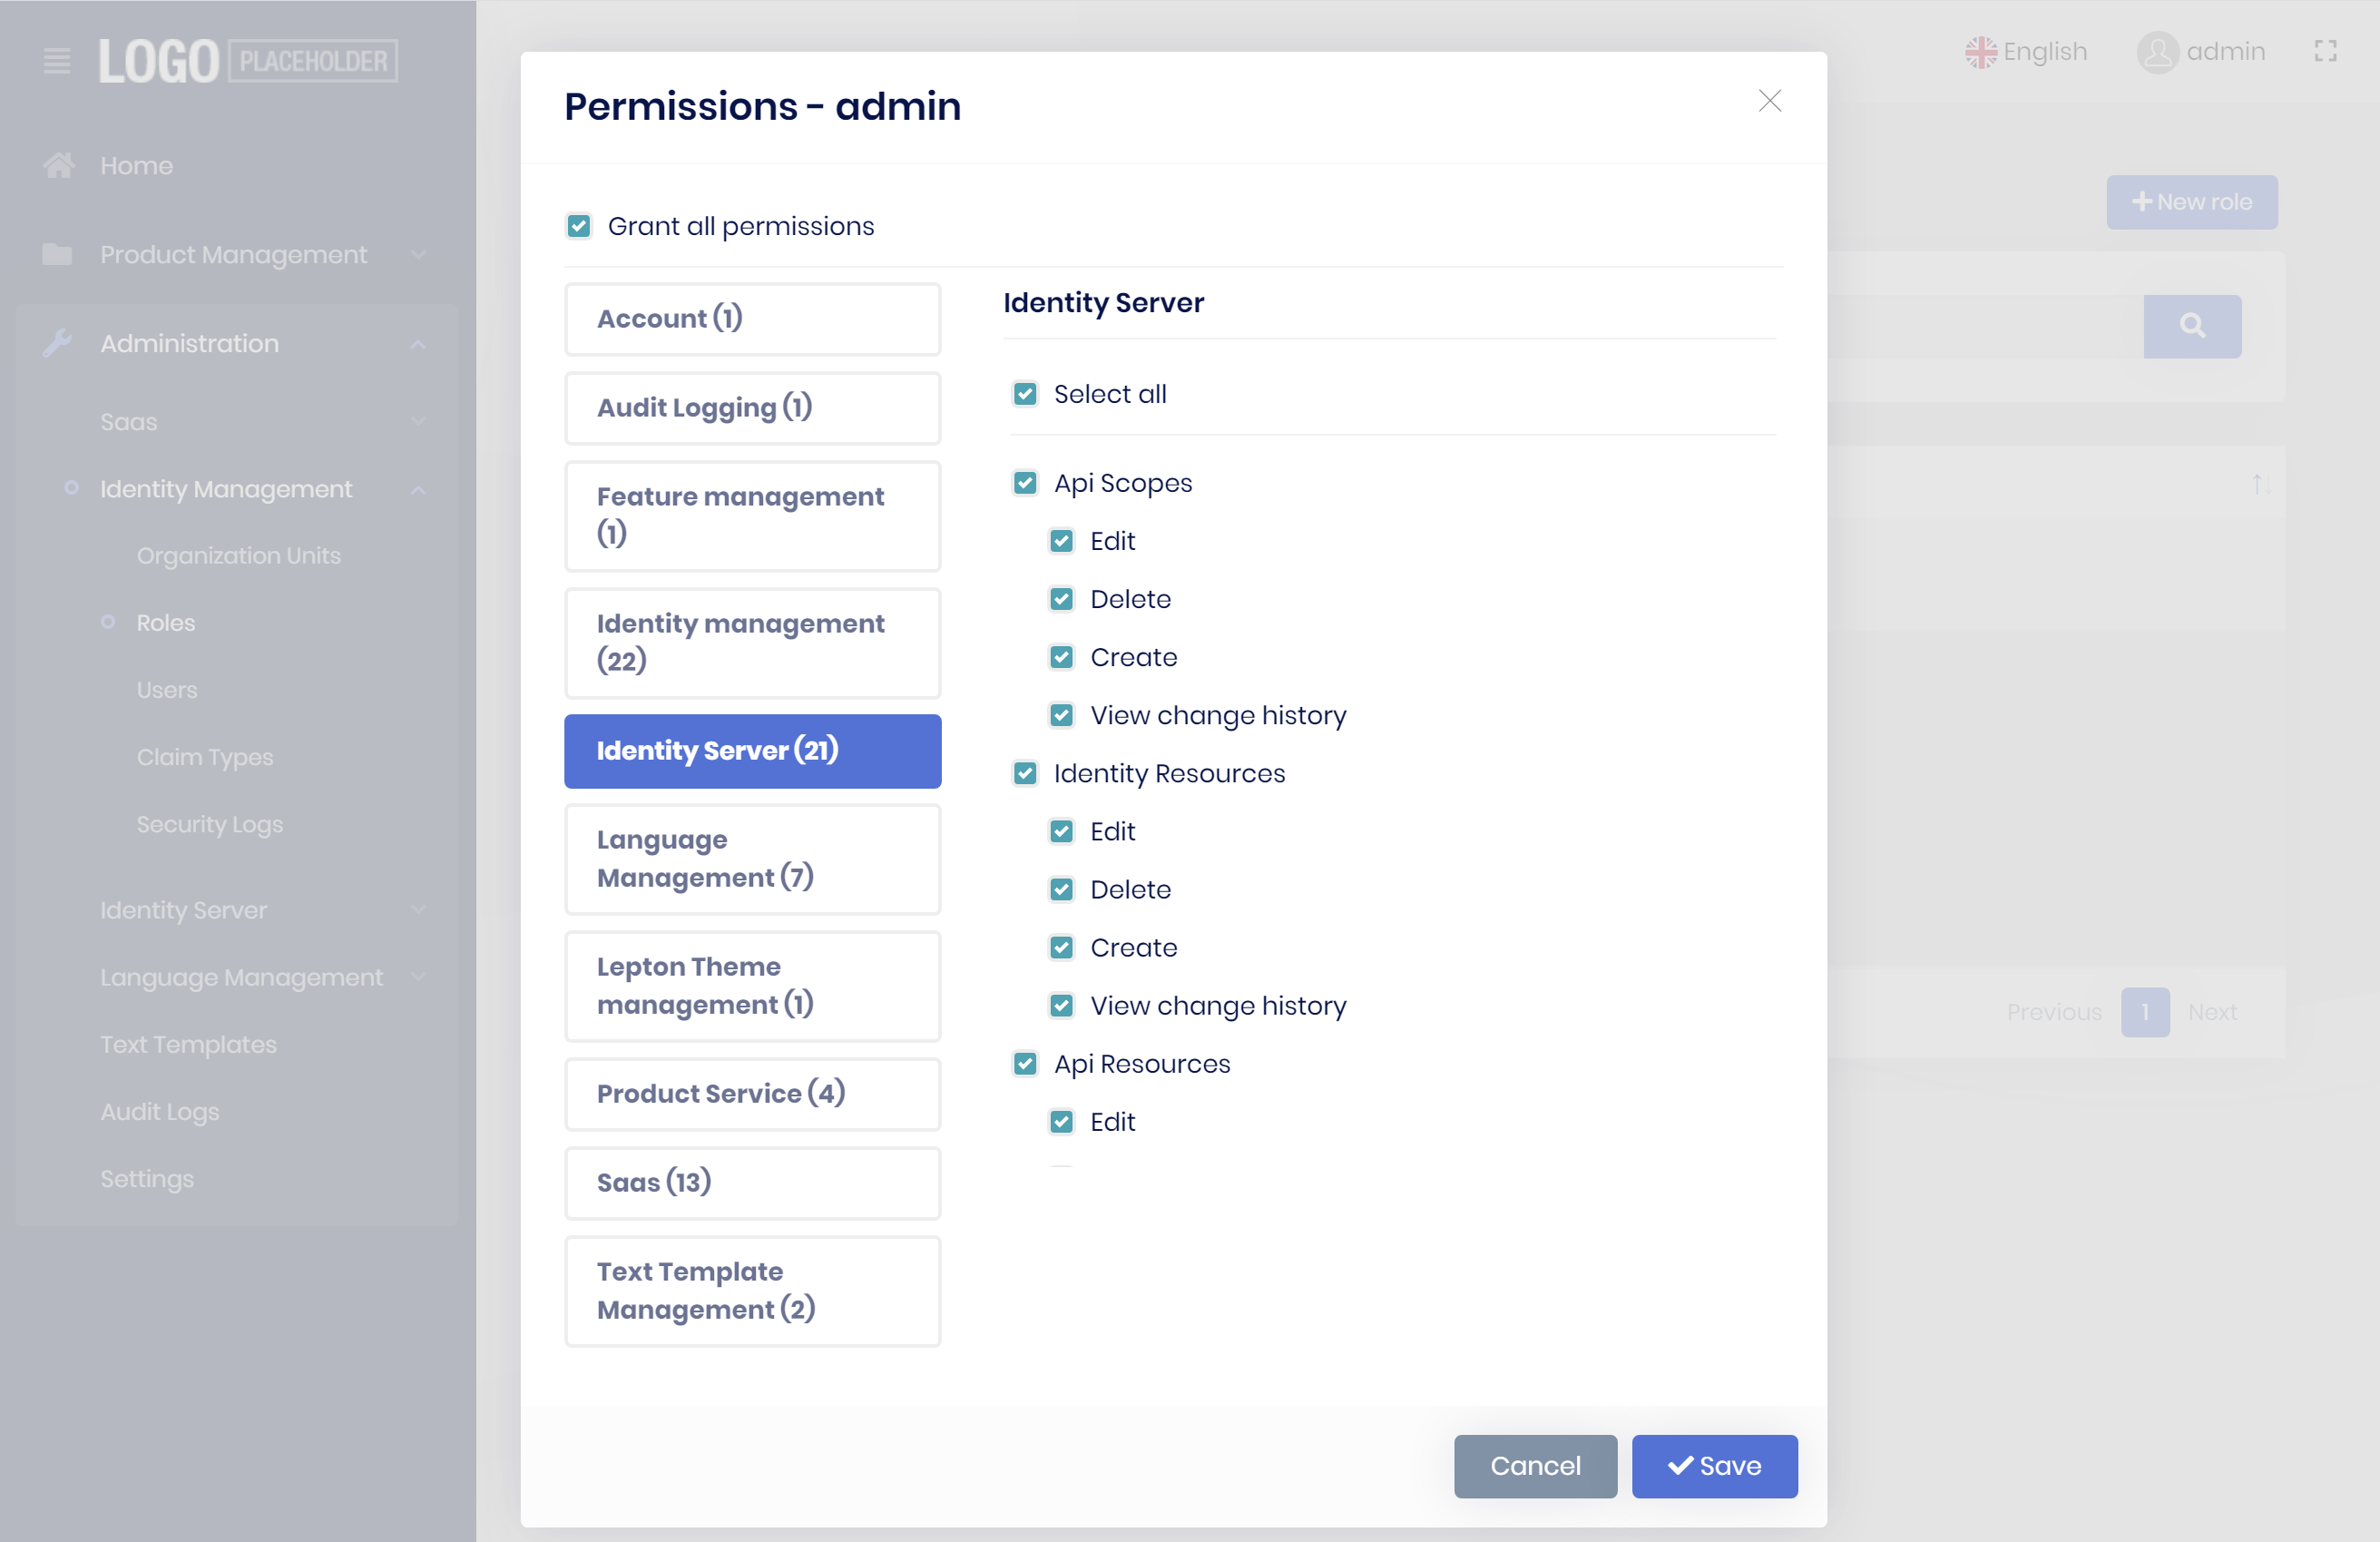 LOGO PLACEHOLDER
Home
Product Management
Administration
Saas
Identity Management
Organization Units
Roles
Users
Claim Types
Security Logs
Identity Server
Language Management
Text Templates
Audit Logs
Settings
English
admin
New role
Previous
1
Next
Permissions - admin
Grant all permissions
Account (1)
Audit Logging (1)
Feature management
(1)
Identity management
(22)
Identity Server (21)
Language
Management (7)
Lepton Theme
management (1)
Product Service (4)
Saas (13)
Text Template
Management (2)
Identity Server
Select all
Api Scopes
Edit
Delete
Create
View change history
Identity Resources
Edit
Delete
Create
View change history
Api Resources
Edit
Cancel
Save